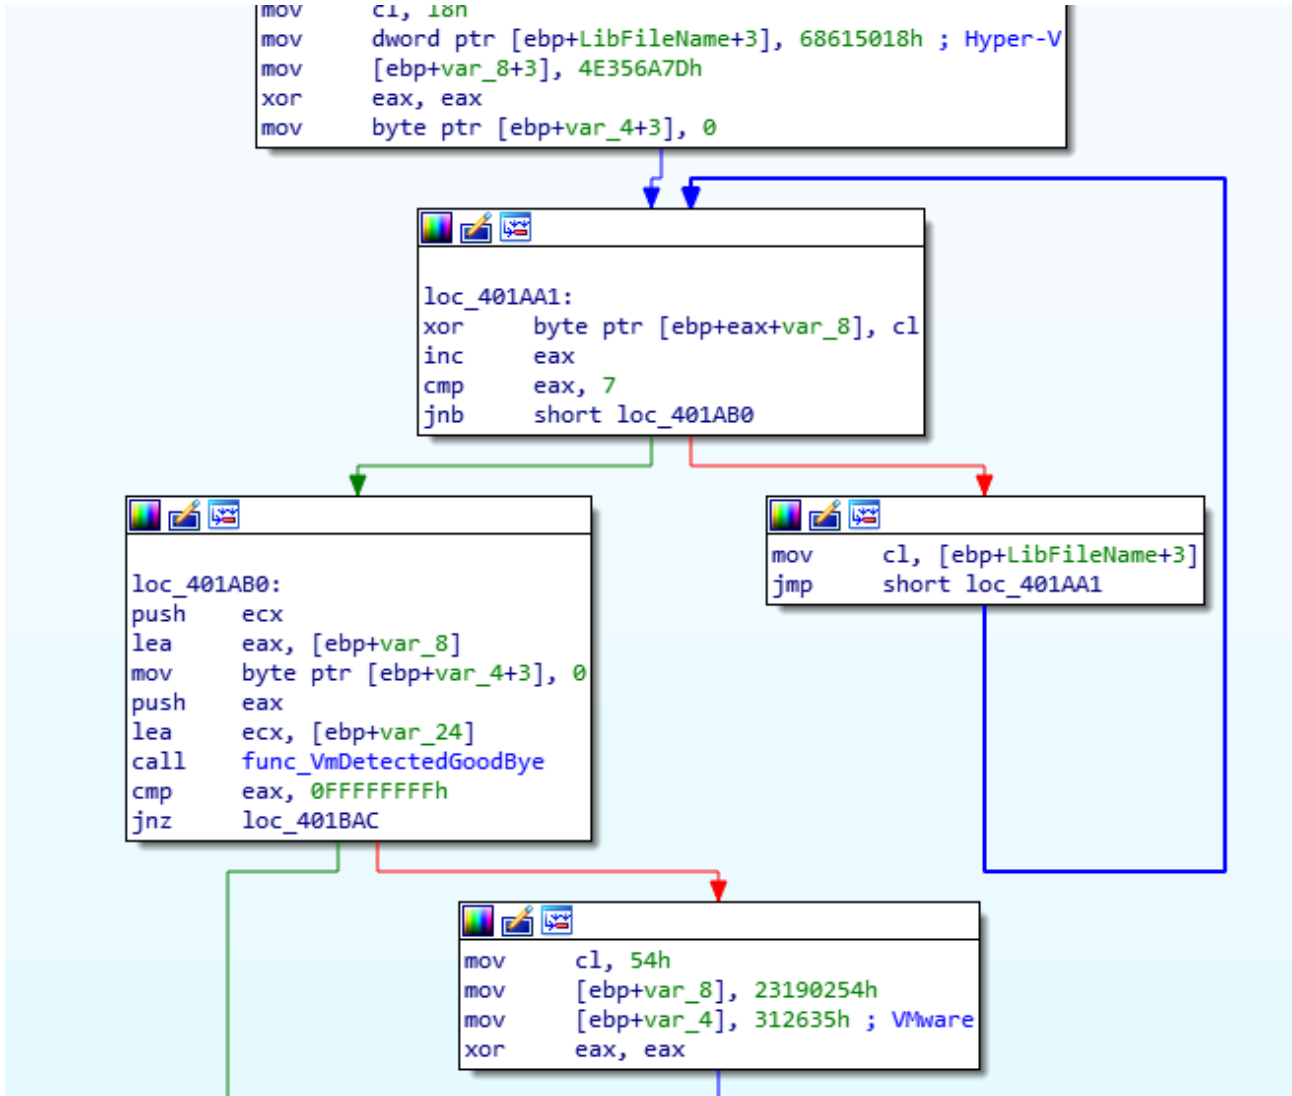 mov cl, 18h
mov dword ptr [ebp+LibFileName+3], 68615018h ; Hyper-V
mov [ebp+var_8+3], 4E356A7Dh
xor eax, eax
mov byte ptr [ebp+var_4+3], 0
loc_401AA1:
xor byte ptr [ebp+eax+var_8], cl
inc eax
cmp eax, 7
jnb short loc_401AB0
loc_401AB0:
push ecx
lea eax, [ebp+var_8]
mov byte ptr [ebp+var_4+3], 0
push eax
lea ecx, [ebp+var_24]
call func_VmDetectedGoodBye
cmp eax, 0FFFFFFFFh
jnz loc_401BAC
mov cl, [ebp+LibFileName+3]
jmp short loc_401AA1
mov cl, 54h
mov [ebp+var_8], 23190254h
mov [ebp+var_4], 312635h ; VMware
xor eax, eax